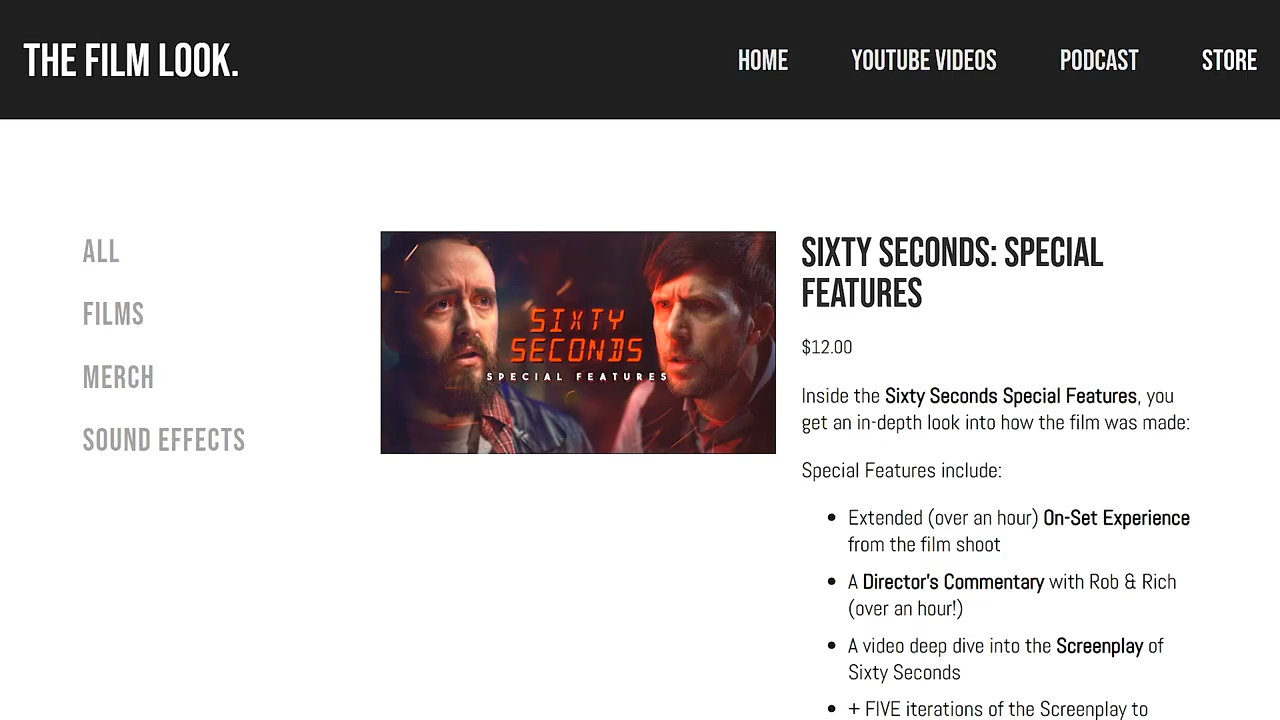 THE FILM LOOK.
HOME
YOUTUBE VIDEOS
PODCAST
STORE
ALL
FILMS
MERCH
SOUND EFFECTS
SIXTY
SECONDS
SPECIAL FEATURES
SIXTY SECONDS: SPECIAL
FEATURES
$12.00
Inside the Sixty Seconds Special Features, you
get an in-depth look into how the film was made:
Special Features include:
• Extended (over an hour) On-Set Experience
from the film shoot
• A Director's Commentary with Rob & Rich
(over an hour!)
• A video deep dive into the Screenplay of
Sixty Seconds
• + FIVE iterations of the Screenplay to